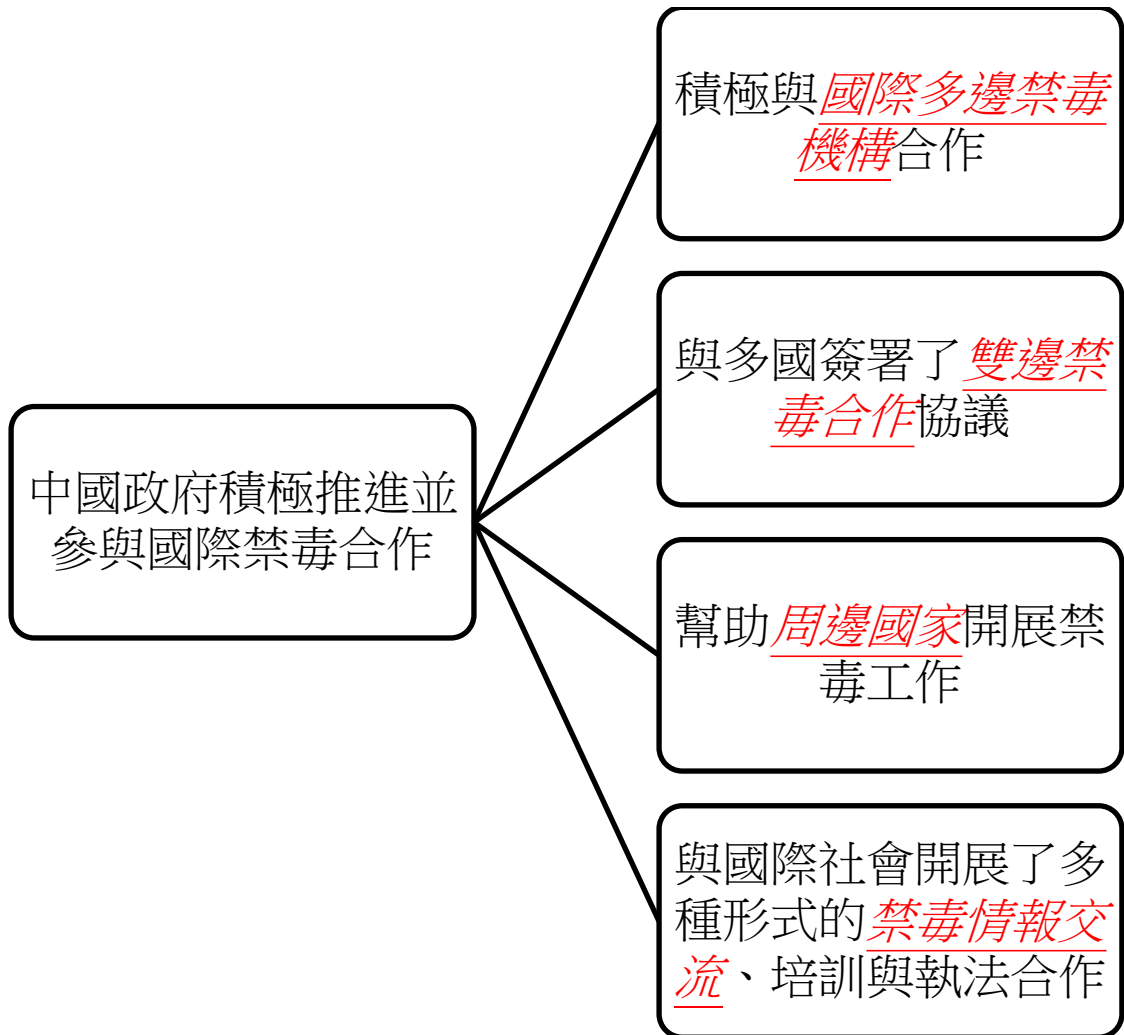 積極與國際多邊禁毒
機構合作
與多國簽署了雙邊禁
毒合作協議
中國政府積極推進並
參與國際禁毒合作
幫助周邊國家開展禁
毒工作
與國際社會開展了多
種形式的禁毒情報交
流、培訓與執法合作